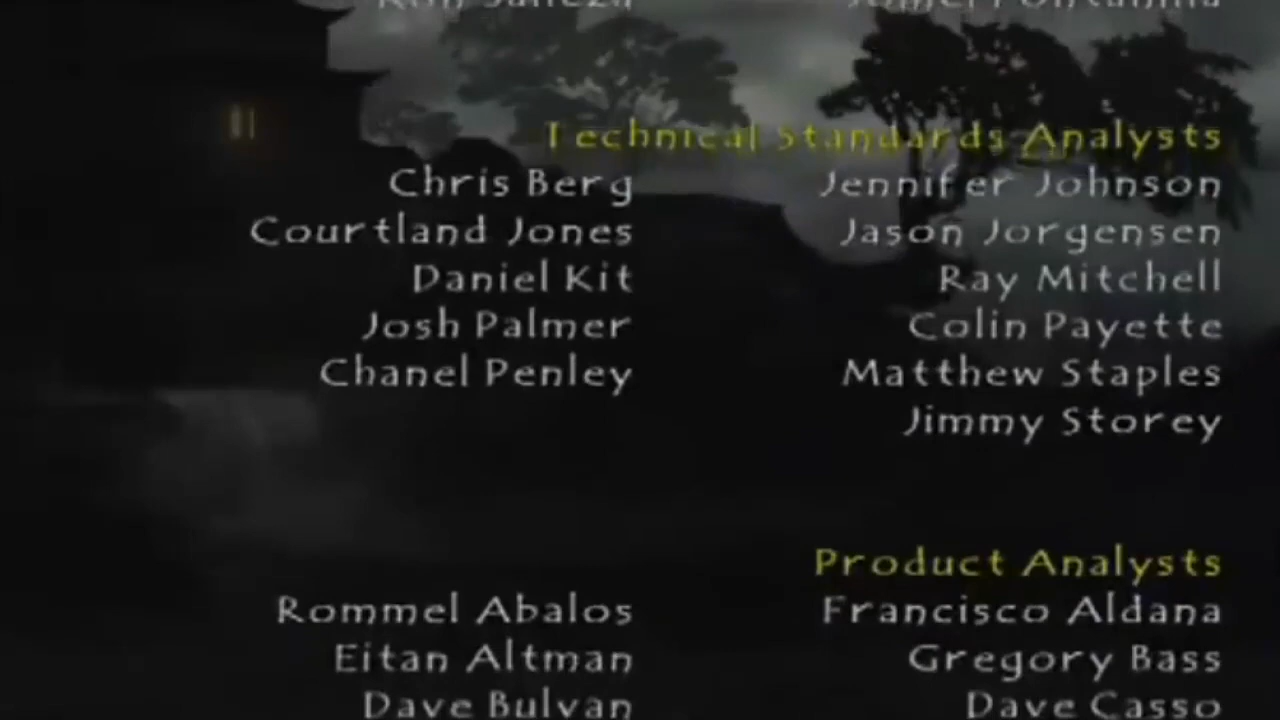 Technical Standards Analysts
Chris Berg Jennifer Johnson
Courtland Jones Jason Jorgensen
Daniel Kit Ray Mitchell
Josh Palmer Colin Payette
Chanel Penley Matthew Staples
Jimmy Storey
Product Analysts
Rommel Abalos Francisco Aldana
Eitan Altman Gregory Bass
Dave Bulvan Dave Casso